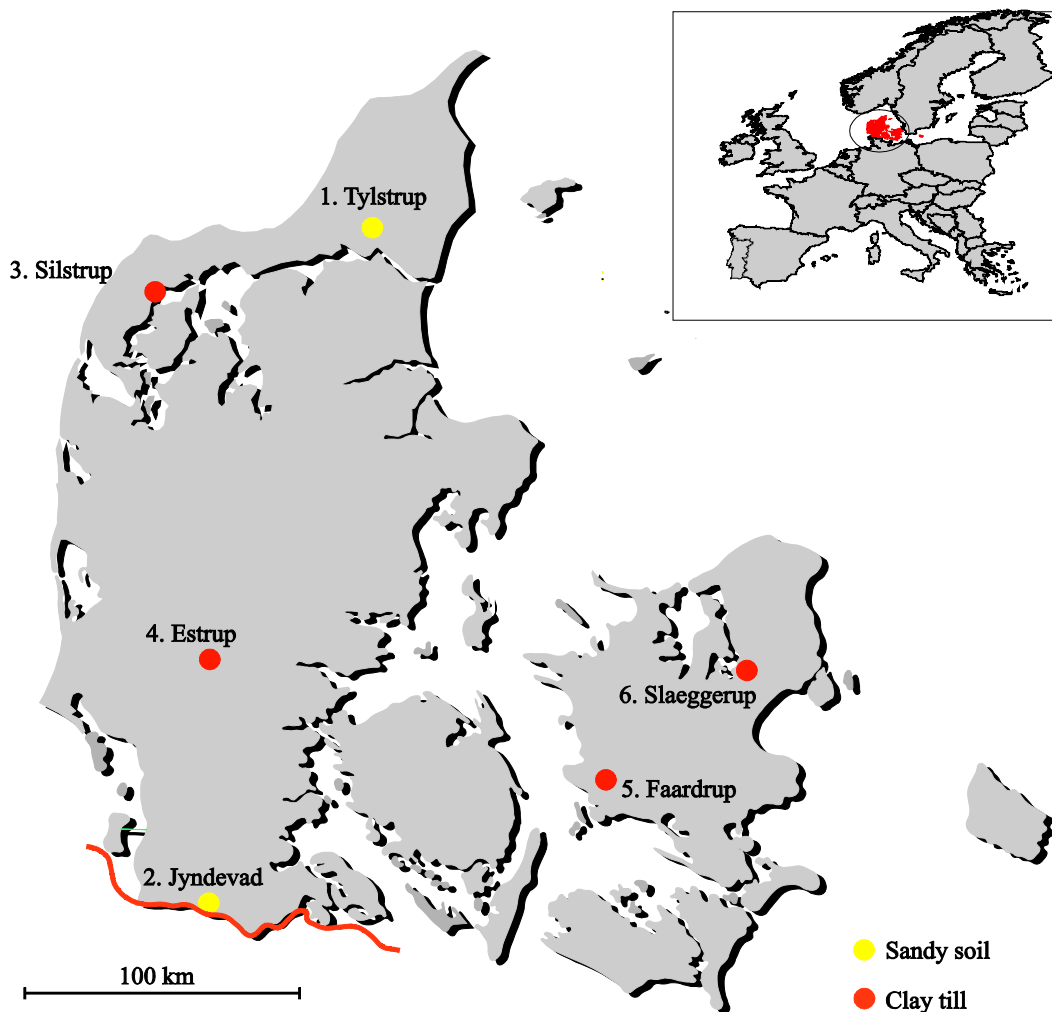 1. Tylstrup
3. Silstrup
4. Estrup
6. Slaeggerup
5. Faardrup
2. Jyndevad
Sandy soil
100 km
Clay till